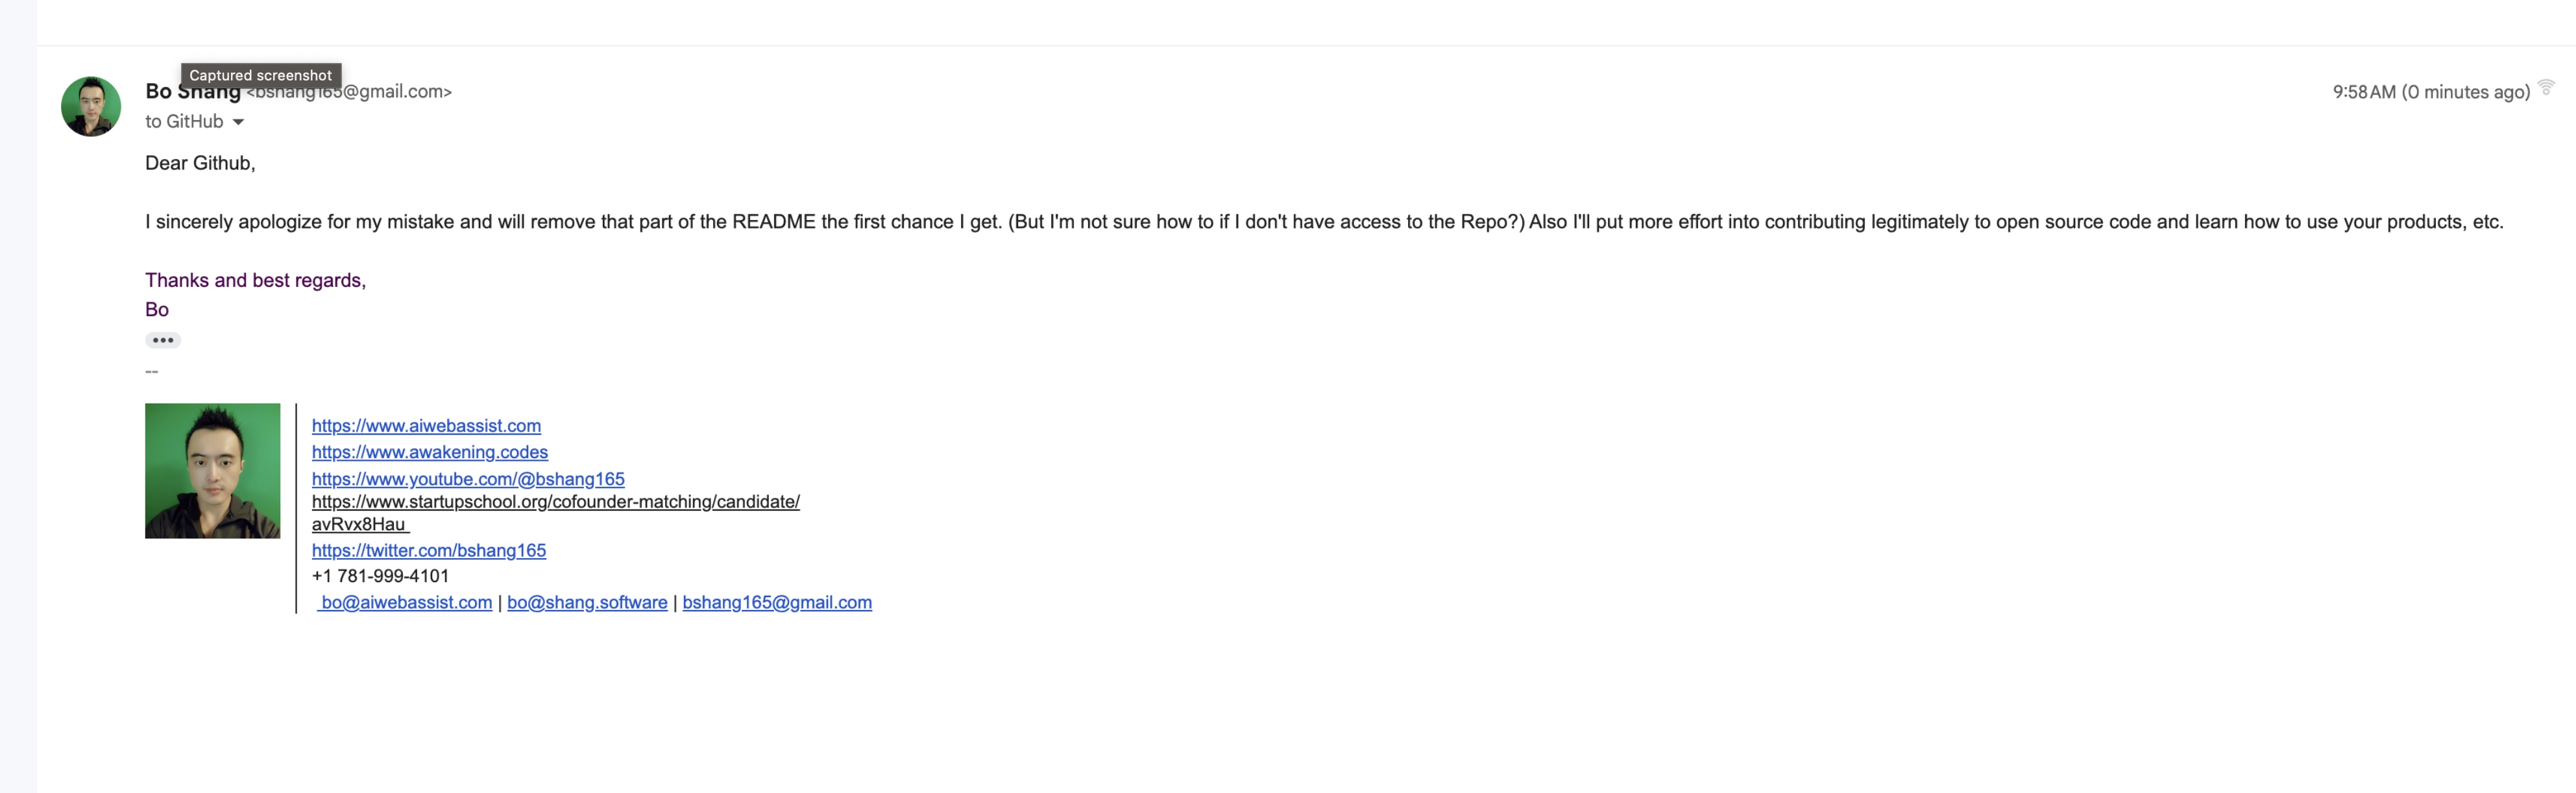 Captured screenshot
Bo Shang <bshang165@gmail.com>
9:58 AM (0 minutes ago)
to GitHub
Dear Github,
I sincerely apologize for my mistake and will remove that part of the README the first chance I get. (But I'm not sure how to if I don't have access to the Repo?) Also I'll put more effort into contributing legitimately to open source code and learn how to use your products, etc.
Thanks and best regards,
Bo
--
https://www.aiwebassist.com
https://www.awakening.codes
https://www.youtube.com/@bshang165
https://www.startupschool.org/cofounder-matching/candidate/
avRvx8Hau
https://twitter.com/bshang165
+1 781-999-4101
bo@aiwebassist.com | bo@shang.software | bshang165@gmail.com